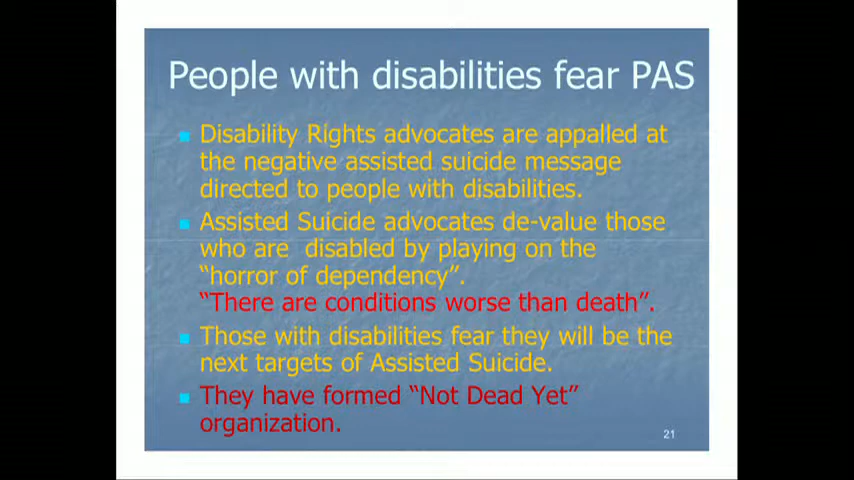 People with disabilities fear PAS
Disability Rights advocates are appalled at
the negative assisted suicide message
directed to people with disabilities.
Assisted Suicide advocates de-value those
who are disabled by playing on the
“horror of dependency”.
“There are conditions worse than death”.
Those with disabilities fear they will be the
next targets of Assisted Suicide.
They have formed “Not Dead Yet”
organization.
21